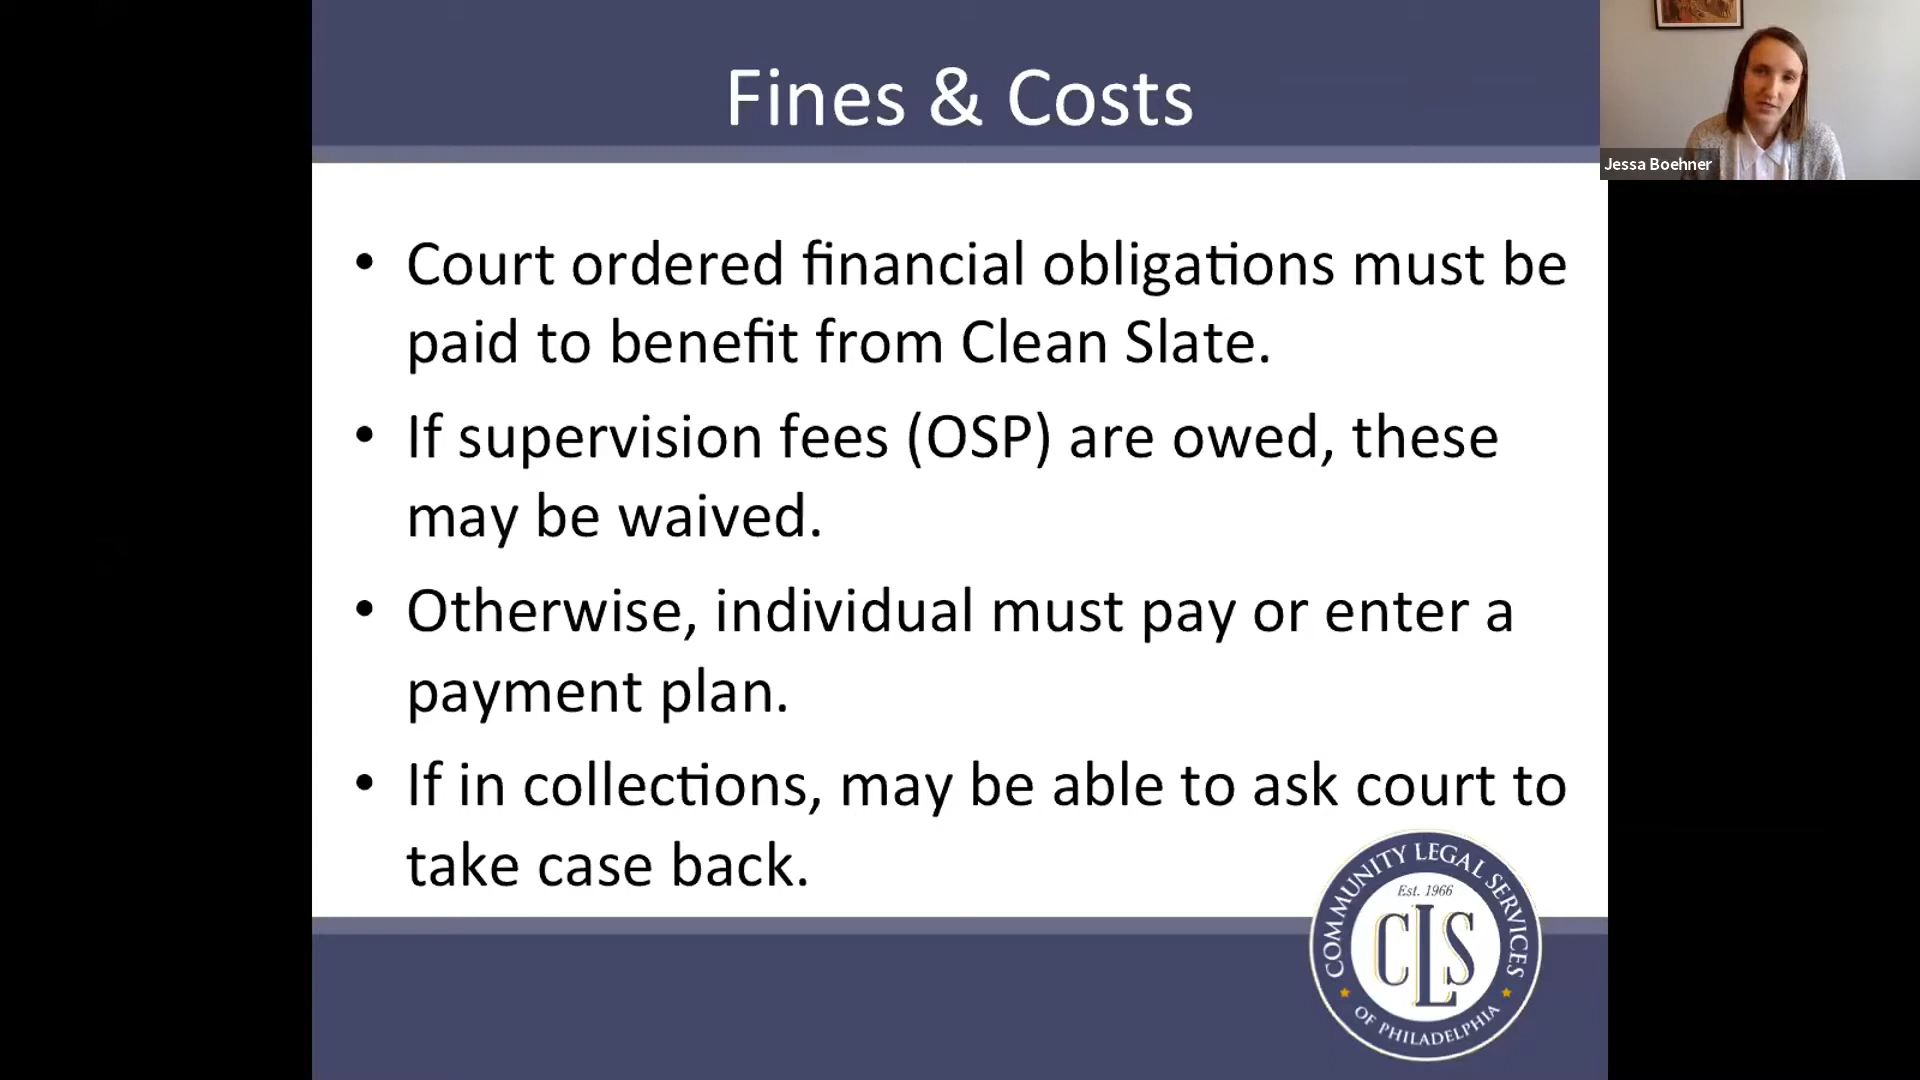 Fines & Costs
Jessa Boehner
• Court ordered financial obligations must be
paid to benefit from Clean Slate.
• If supervision fees (OSP) are owed, these
may be waived.
• Otherwise, individual must pay or enter a
payment plan.
• If in collections, may be able to ask court to
take case back.
COMMUNITY LEGAL SERVICES
Est. 1966
CLS
OF PHILADELPHIA